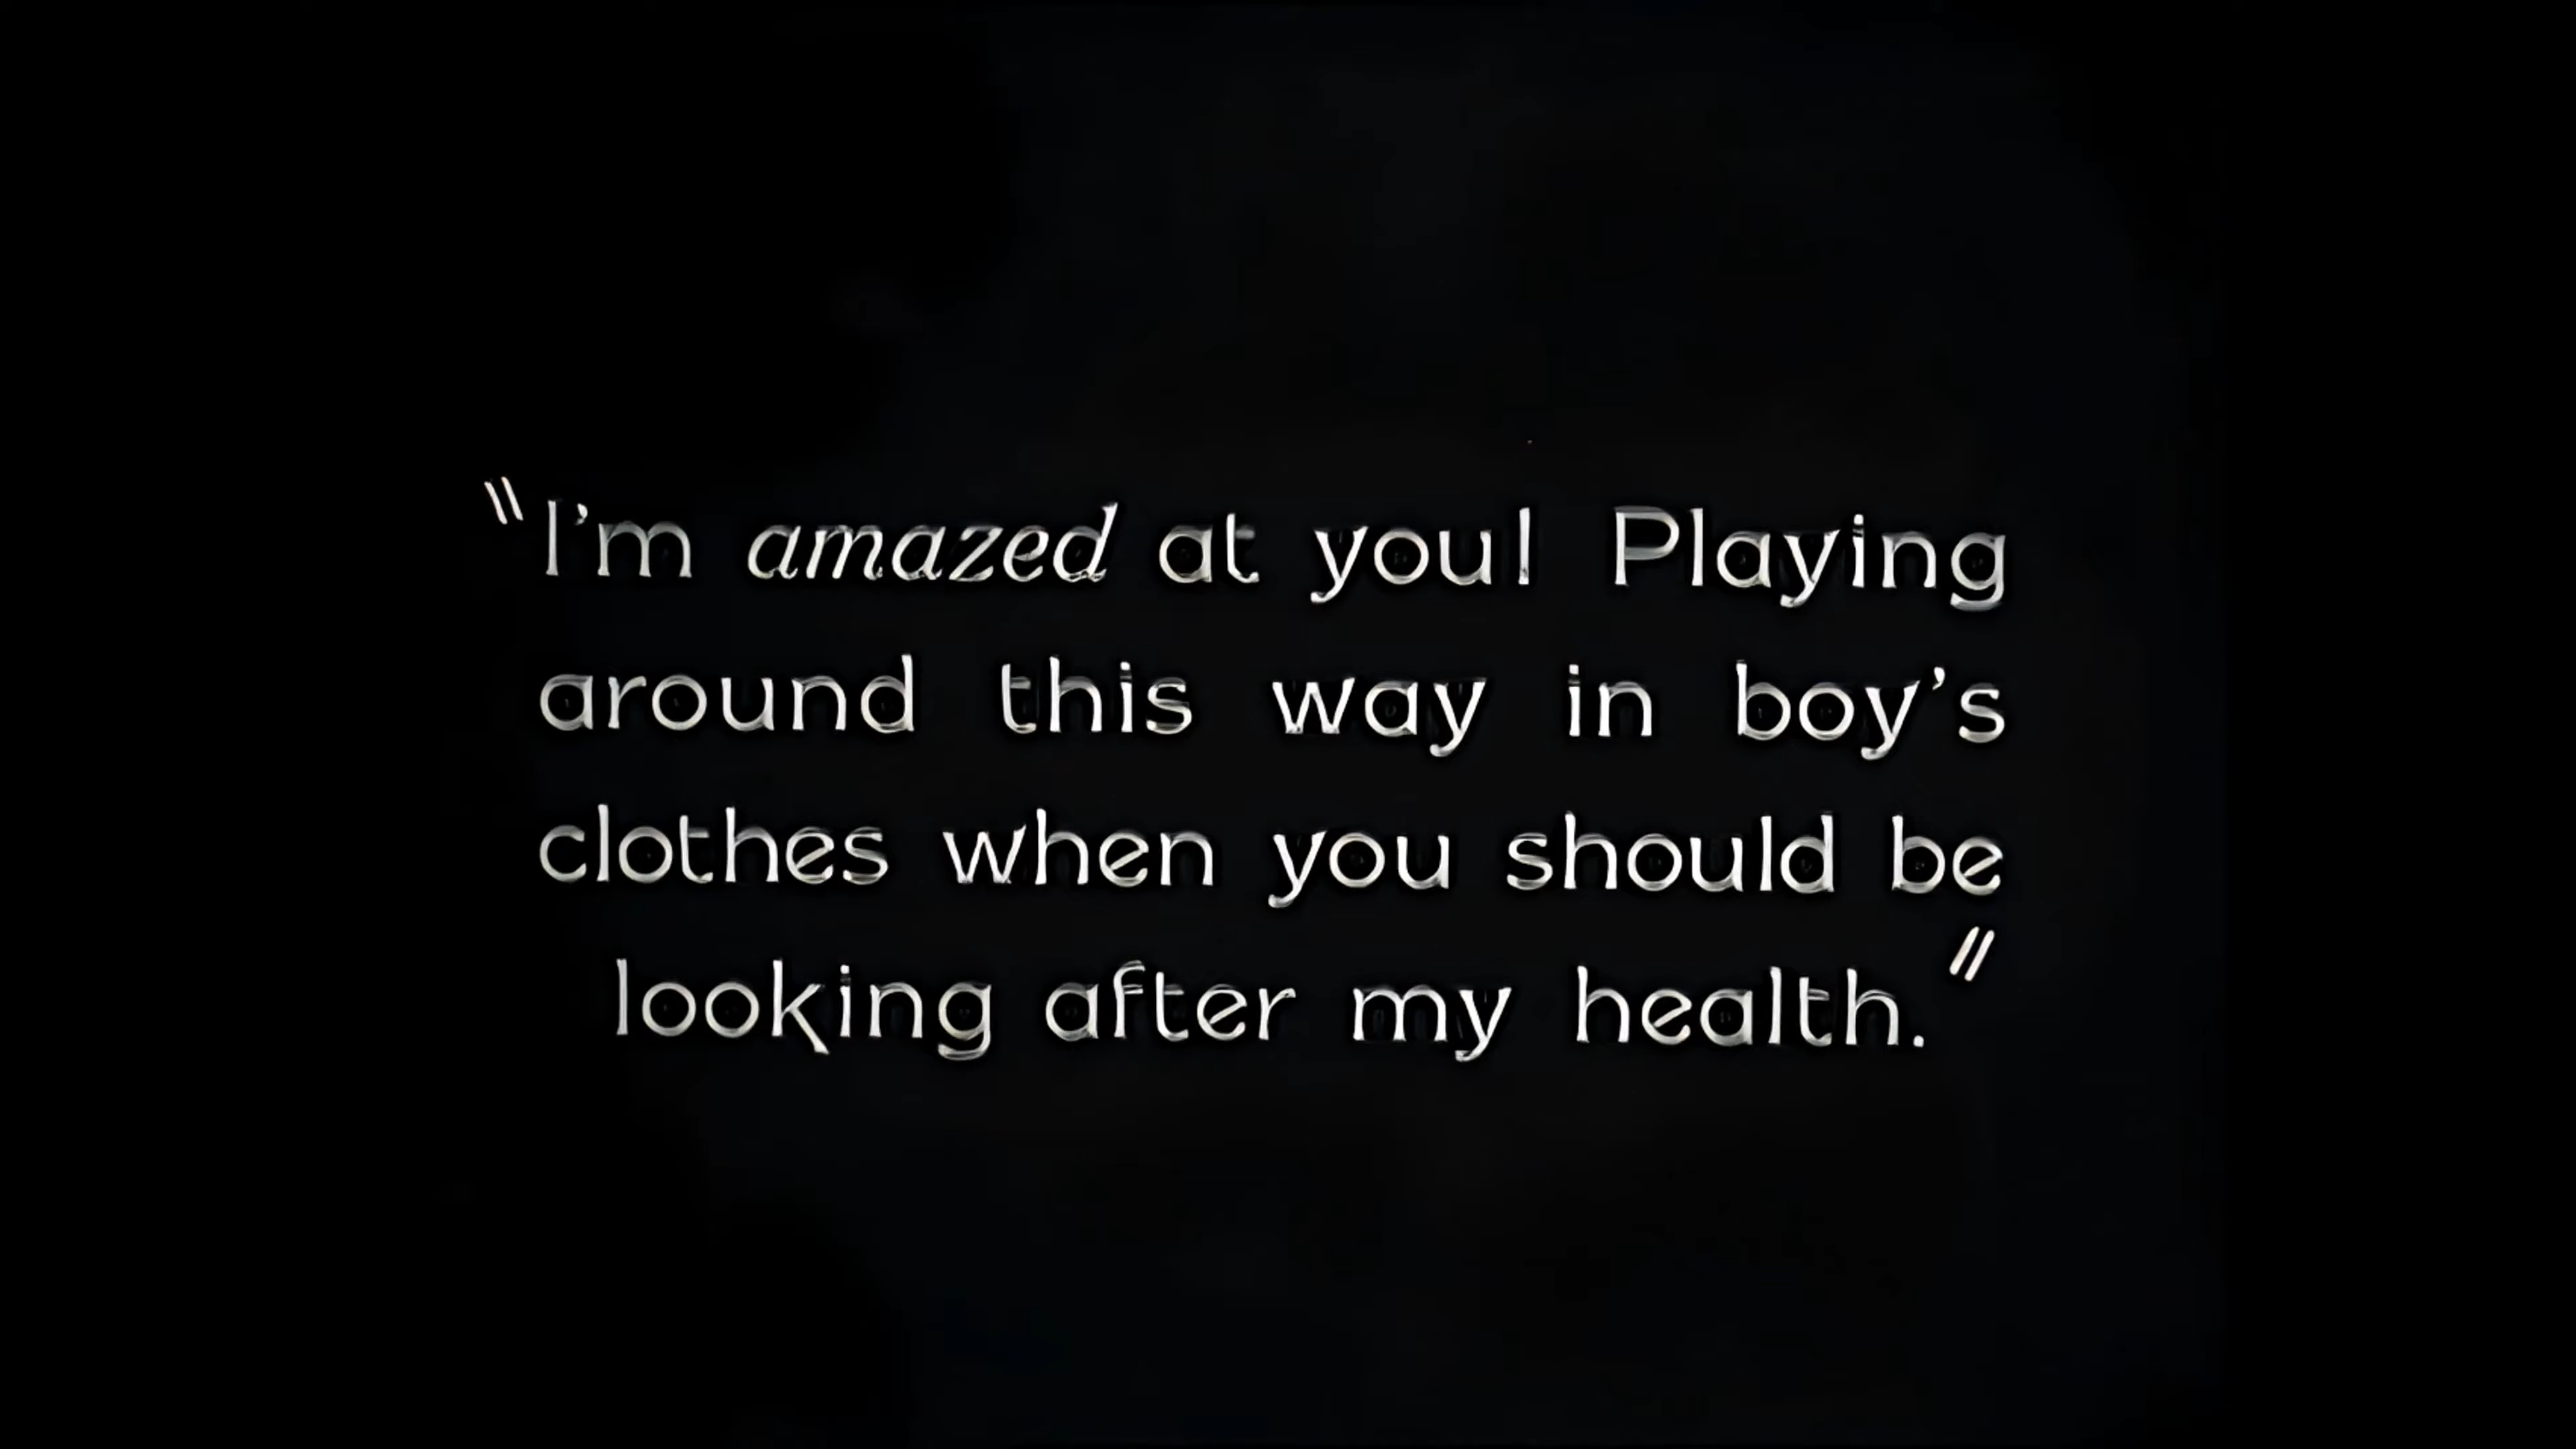 "I'm amazed at you! Playing
around this way in boy's
clothes when you should be
looking after my health."